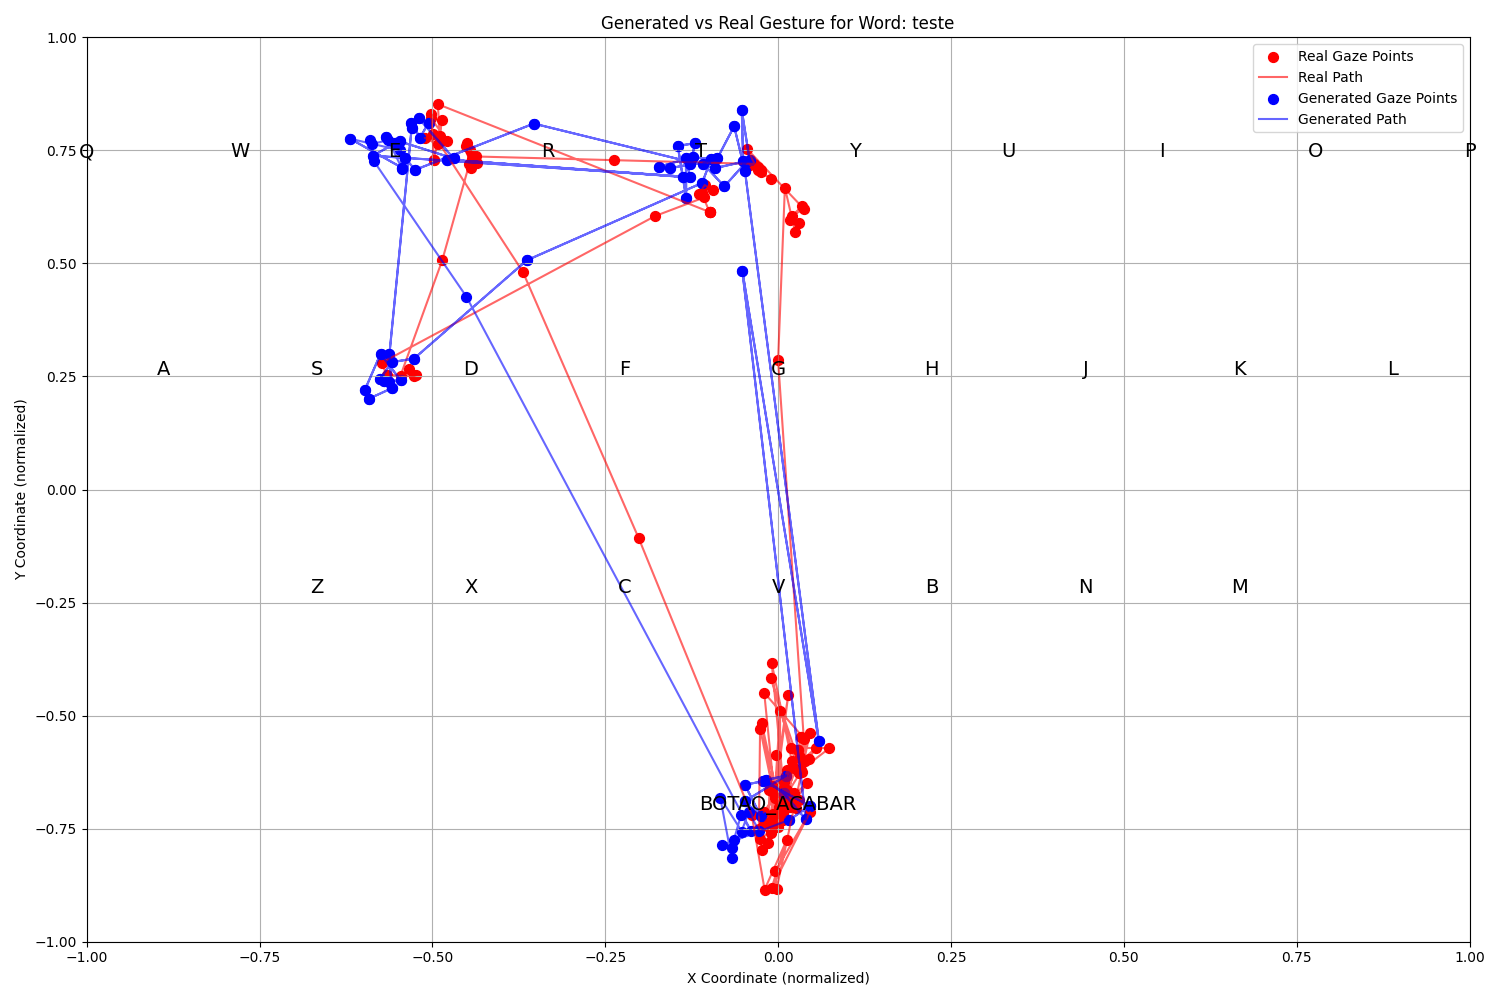 Generated vs Real Gesture for Word: teste
Real Gaze Points
Real Path
Generated Gaze Points
Generated Path
Q W E R T Y U I O P
A S D F G H J K L
Z X C V B N M
BOTAO_ACABAR
1.00
0.75
0.50
0.25
0.00
−0.25
−0.50
−0.75
−1.00
Y Coordinate (normalized)
−1.00 −0.75 −0.50 −0.25 0.00 0.25 0.50 0.75 1.00
X Coordinate (normalized)